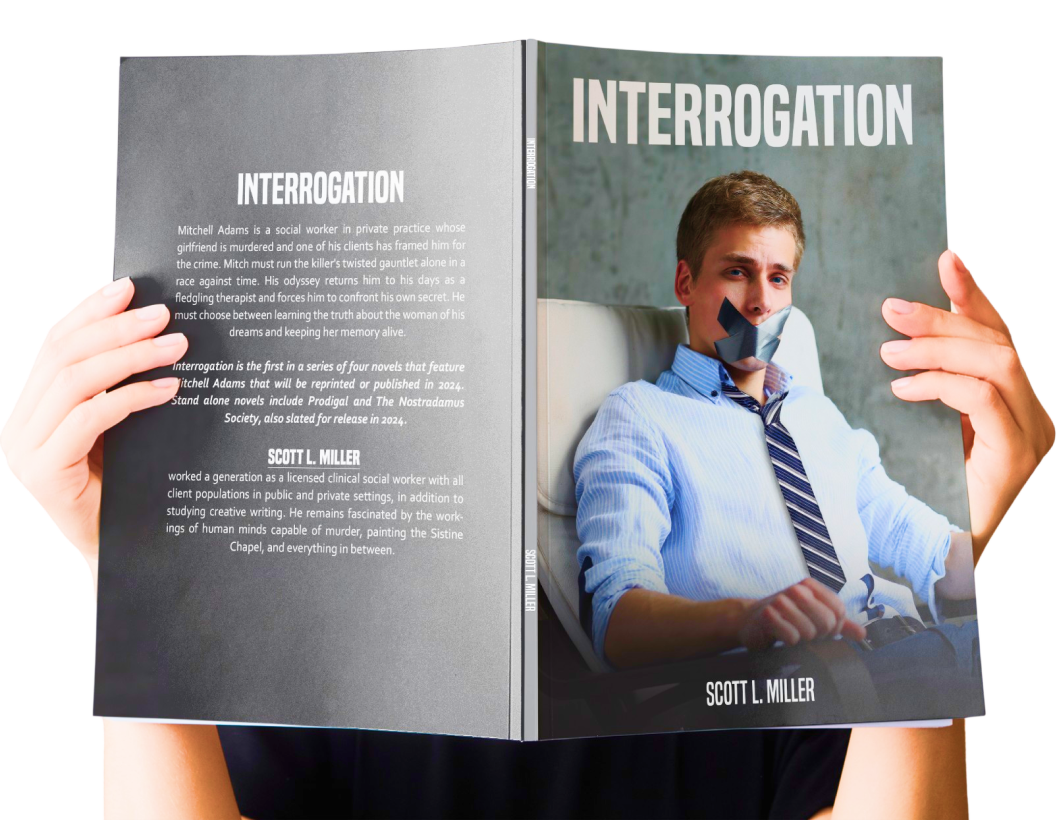 INTERROGATION
Mitchell Adams is a social worker in private practice whose
girlfriend is murdered and one of his clients has framed him for
the crime. Mitch must run the killer's twisted gauntlet alone in a
race against time. His odyssey returns him to his days as a
fledgling therapist and forces him to confront his own secret. He
must choose between learning the truth about the woman of his
dreams and keeping her memory alive.
Interrogation is the first in a series of four novels that feature
Mitchell Adams that will be reprinted or published in 2024.
Stand alone novels include Prodigal and The Nostradamus
Society, also slated for release in 2024.
SCOTT L. MILLER
worked a generation as a licensed clinical social worker with all
client populations in public and private settings, in addition to
studying creative writing. He remains fascinated by the work-
ings of human minds capable of murder, painting the Sistine
Chapel, and everything in between.
INTERROGATION
SCOTT L. MILLER
INTERROGATION
SCOTT L. MILLER